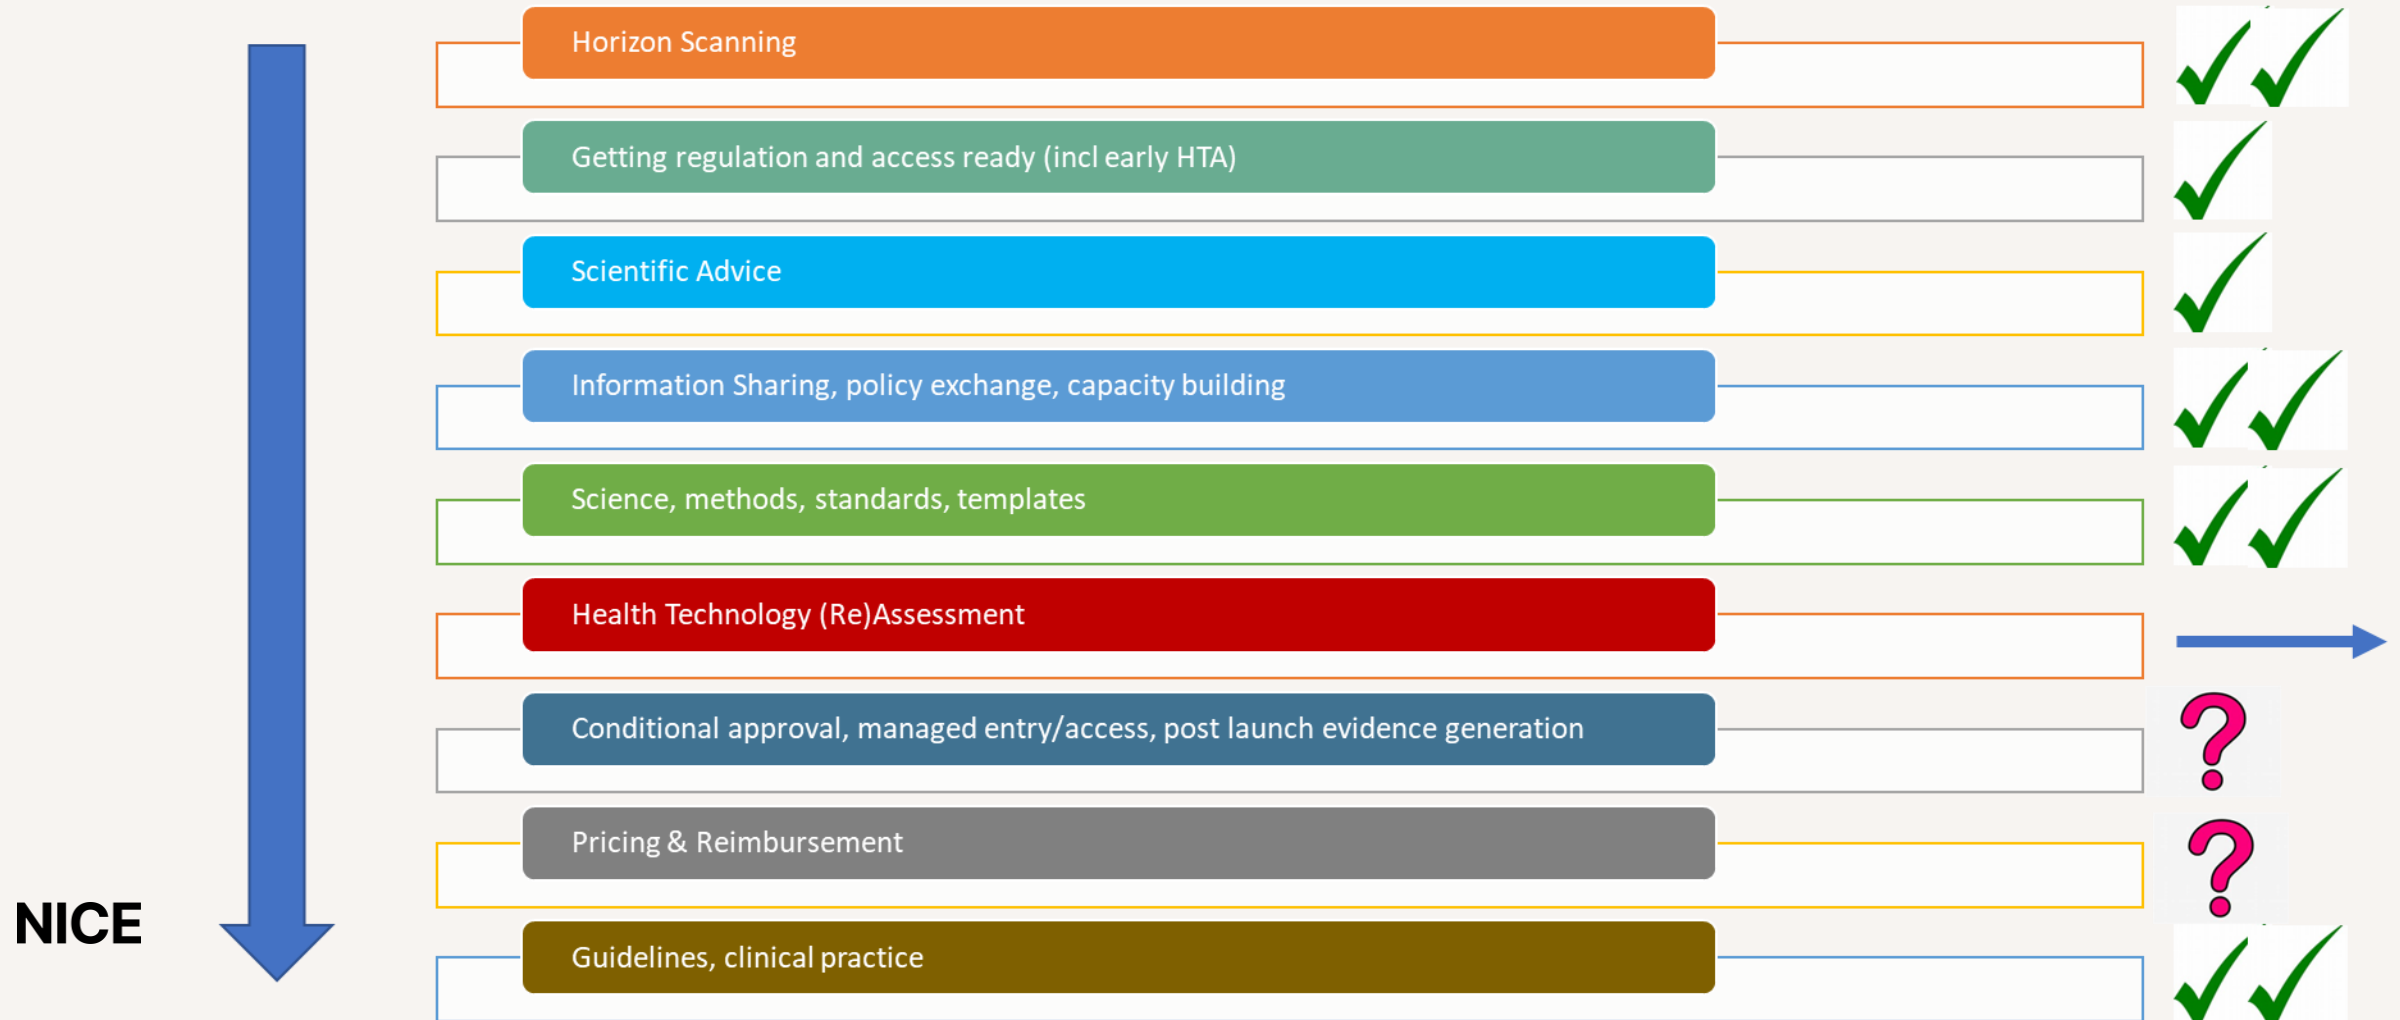 Horizon Scanning
Getting regulation and access ready (incl early HTA)
Scientific Advice
Information Sharing, policy exchange, capacity building
Science, methods, standards, templates
Health Technology (Re)Assessment
Conditional approval, managed entry/access, post launch evidence generation
?
Pricing & Reimbursement
?
NICE
Guidelines, clinical practice